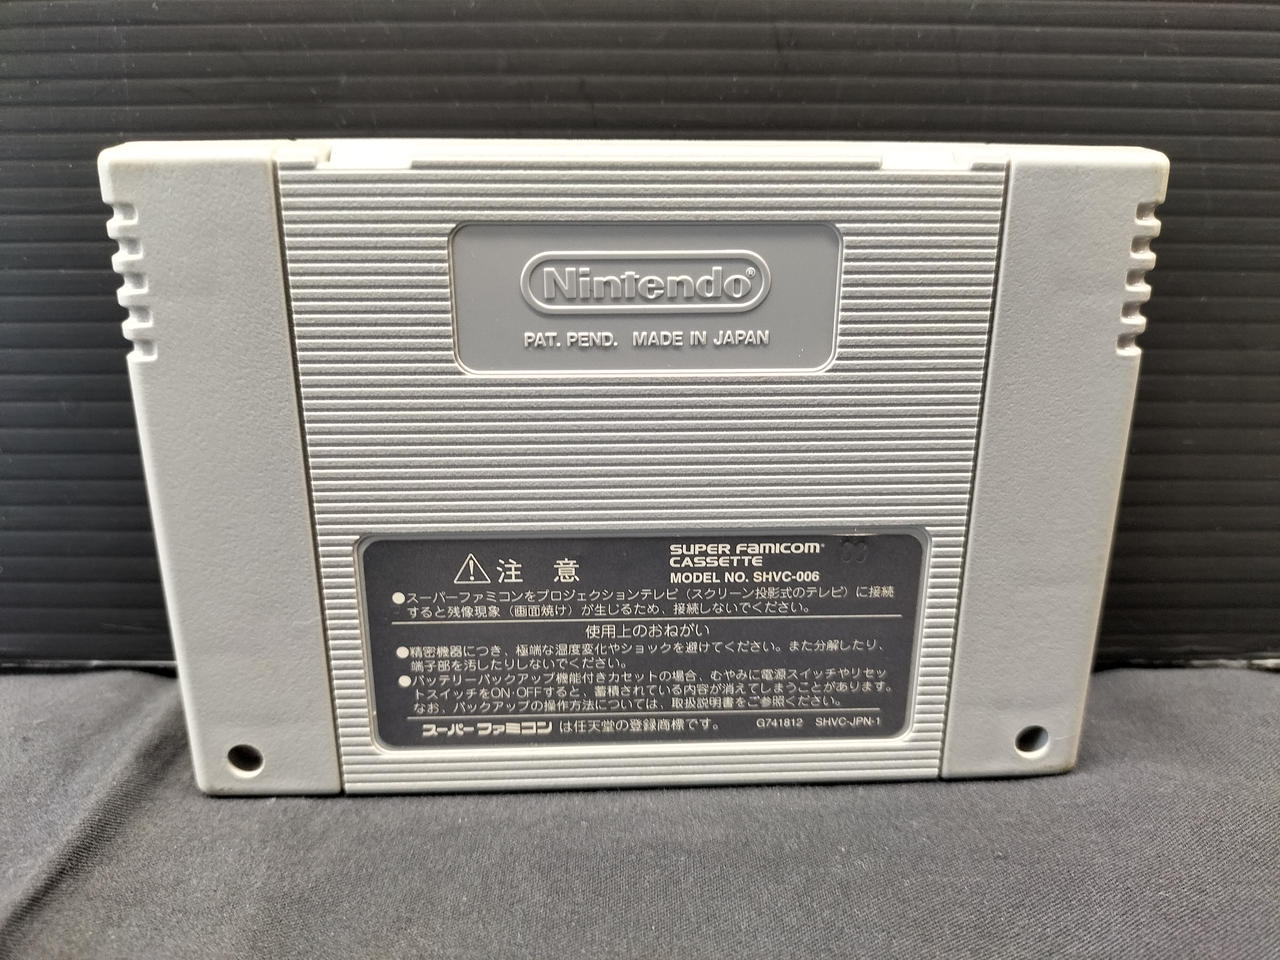 Nintendo®
PAT. PEND. MADE IN JAPAN
注 意
SUPER FAMICOM®
CASSETTE
MODEL NO. SHVC-006
●スーパーファミコンをプロジェクションテレビ（スクリーン投影式のテレビ）に接続
すると残像現象（画面焼け）が生じるため、接続しないでください。
使用上のおねがい
●精密機器につき、極端な温度変化やショックを避けてください。また分解したり、
端子部を汚したりしないでください。
●バッテリーバックアップ機能付きカセットの場合、むやみに電源スイッチやリセッ
トスイッチをON・OFFすると、蓄積されている内容が消えてしまうことがあります。
なお、バックアップの操作方法については、取扱説明書をご参照ください。
スーパーファミコン は任天堂の登録商標です。 G741812 SHVC-JPN-1